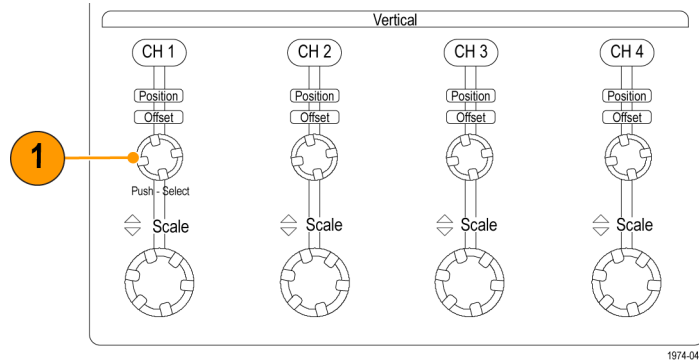 Vertical
CH 1 CH 2 CH 3 CH 4
Position Position Position Position
Offset Offset Offset Offset
1
Push - Select
Scale Scale Scale Scale
1974-04